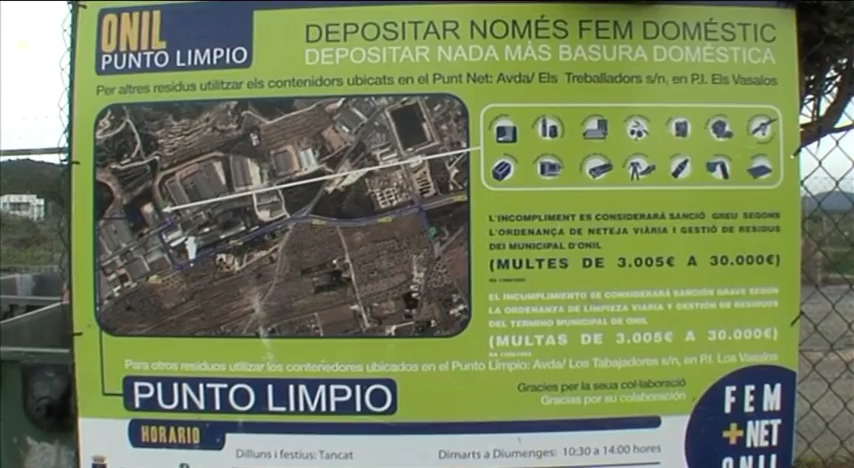 ONIL
PUNTO LIMPIO
DEPOSITAR NOMÉS FEM DOMÉSTIC
DEPOSITAR NADA MÁS BASURA DOMÉSTICA
Per altres residus utilitzar els contenidors ubicats en el Punt Net: Avda/ Els Treballadors s/n, en P.I. Els Vasalos
L'INCOMPLIMENT ES CONSIDERARÁ SANCIÓ GREU SEGONS
L'ORDENANÇA DE NETEJA VIÀRIA I GESTIÓ DE RESIDUS
DEl MUNICIPAL D'ONIL
(MULTES DE 3.005€ A 30.000€)
EL INCUMPLIMIENTO SE CONSIDERARÁ SANCIÓN GRAVE SEGÚN
LA ORDENANZA DE LIMPIEZA VIARIA Y GESTIÓN DE RESIDUOS
DEL TERMINO MUNICIPAL DE ONIL
(MULTAS DE 3.005€ A 30.000€)
Para otros residuos utilizar los contenedores ubicados en el Punto Limpio: Avda/ Los Tabajadores s/n, en P.I. Los Vasalos
PUNTO LIMPIO
Gracies per la seua col·laboració
Gracias por su colaboración
HORARIO
Dilluns i festius: Tancat
Dimarts a Diumenges: 10:30 a 14:00 hores
FEM
+NET
ONIL